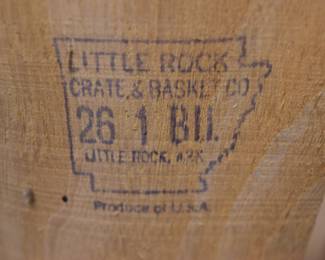 LITTLE ROCK
CRATE & BASKET CO
26 1 BU.
LITTLE ROCK, ARK
Produce of U.S.A.